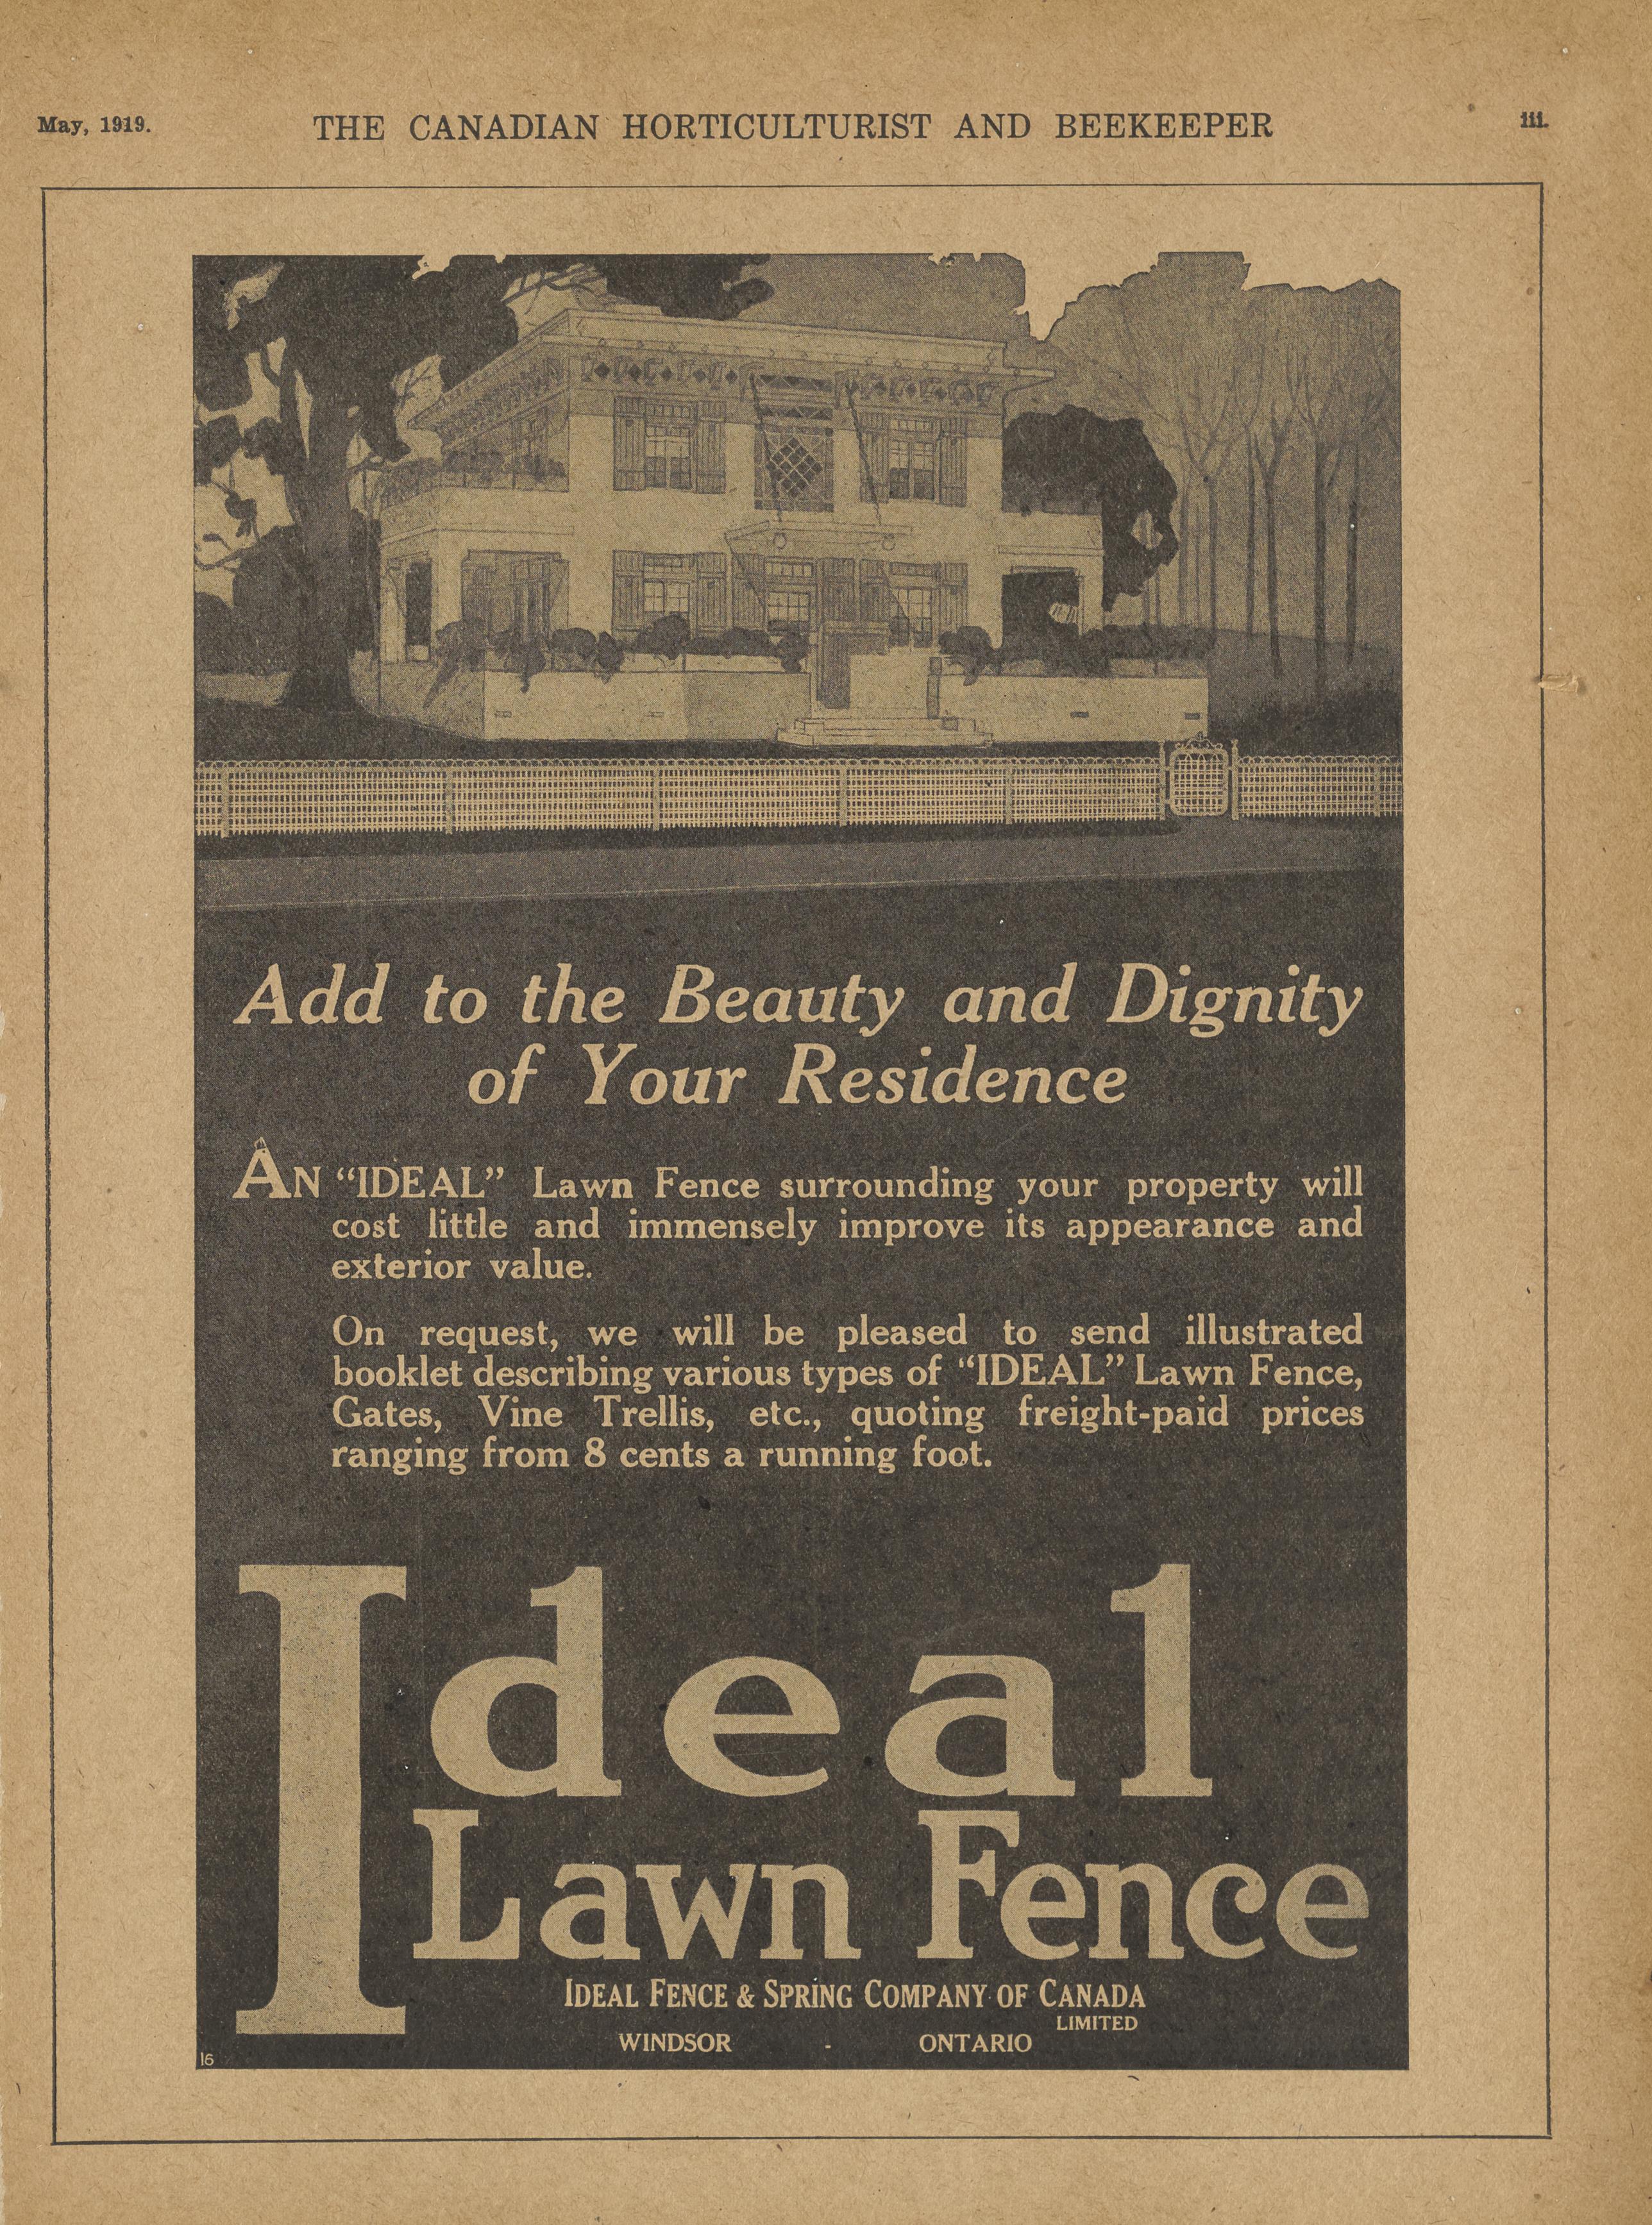 May, 1919.
THE CANADIAN HORTICULTURIST AND BEEKEEPER
iii.
Add to the Beauty and Dignity
of Your Residence
AN “IDEAL” Lawn Fence surrounding your property will
cost little and immensely improve its appearance and
exterior value.
On request, we will be pleased to send illustrated
booklet describing various types of “IDEAL” Lawn Fence,
Gates, Vine Trellis, etc., quoting freight-paid prices
ranging from 8 cents a running foot.
Ideal
Lawn Fence
IDEAL FENCE & SPRING COMPANY OF CANADA
LIMITED
WINDSOR - ONTARIO
16